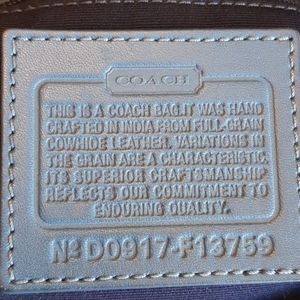 COACH
THIS IS A COACH BAG.IT WAS HAND
CRAFTED IN INDIA FROM FULL-GRAIN
COWHIDE LEATHER. VARIATIONS IN
THE GRAIN ARE A CHARACTERISTIC.
ITS SUPERIOR CRAFTSMANSHIP
REFLECTS OUR COMMITMENT TO
ENDURING QUALITY.
Nº D0917-F13759